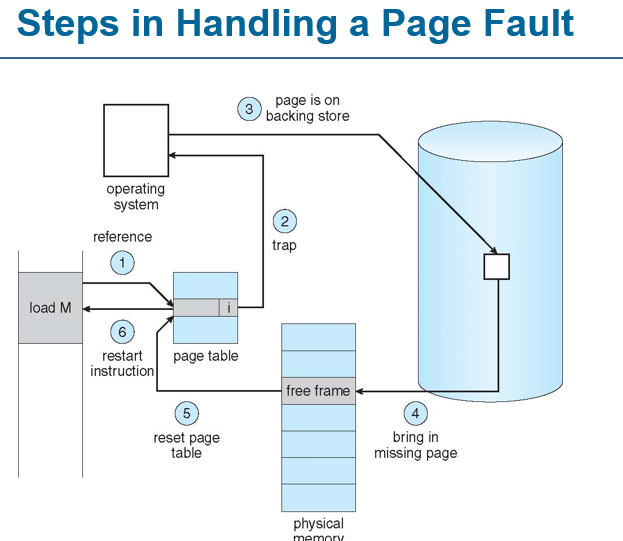 Steps in Handling a Page Fault
3
page is on
backing store
operating
system
2
trap
reference
1
load M
i
6
restart
instruction
page table
free frame
5
reset page
table
4
bring in
missing page
physical
memory